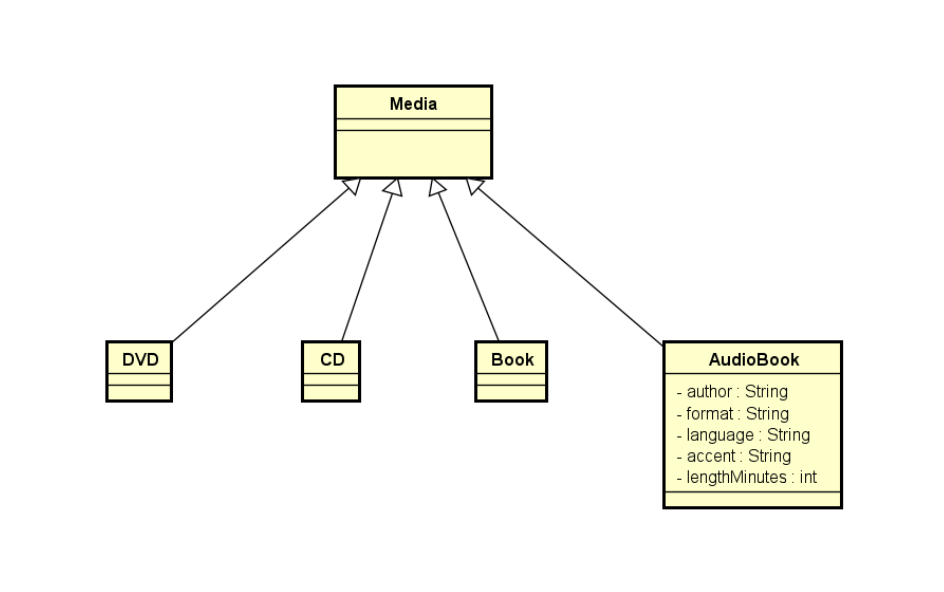 Media
DVD
CD
Book
AudioBook
- author : String
- format : String
- language : String
- accent : String
- lengthMinutes : int